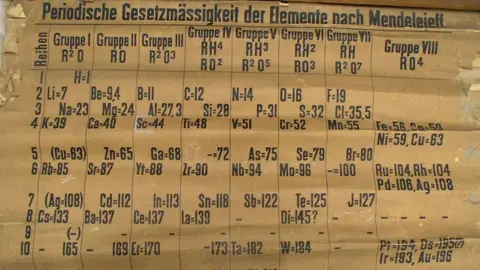 Periodische Gesetzmässigkeit der Elemente nach Mendelejeff
Reihen Gruppe I Gruppe II Gruppe III Gruppe IV Gruppe V Gruppe VI Gruppe VII Gruppe VIII
R²O RO R²O³ RH⁴ RH³ RH² RH RO⁴
RO² R²O⁵ RO³ R²O⁷
1 H=1
2 Li=7 Be=9,4 B=11 C=12 N=14 O=16 F=19
3 Na=23 Mg=24 Al=27,3 Si=28 P=31 S=32 Cl=35,5
4 K=39 Ca=40 Sc=44 Ti=48 V=51 Cr=52 Mn=55 Fe=56, Co=59
Ni=59, Cu=63
5 (Cu=63) Zn=65 Ga=68 -=72 As=75 Se=79 Br=80
6 Rb=85 Sr=87 Yt=88 Zr=90 Nb=94 Mo=96 -=100 Ru=104, Rh=104
Pd=106, Ag=108
7 (Ag=108) Cd=112 In=113 Sn=118 Sb=122 Te=125 J=127
8 Cs=133 Ba=137 Ce=137 La=139 - Di=145?
9 (-)
10 - 165 - 169 Er=170 -173 Ta=182 W=184 Pt=194, Os=195(?)
Ir=193, Au=196